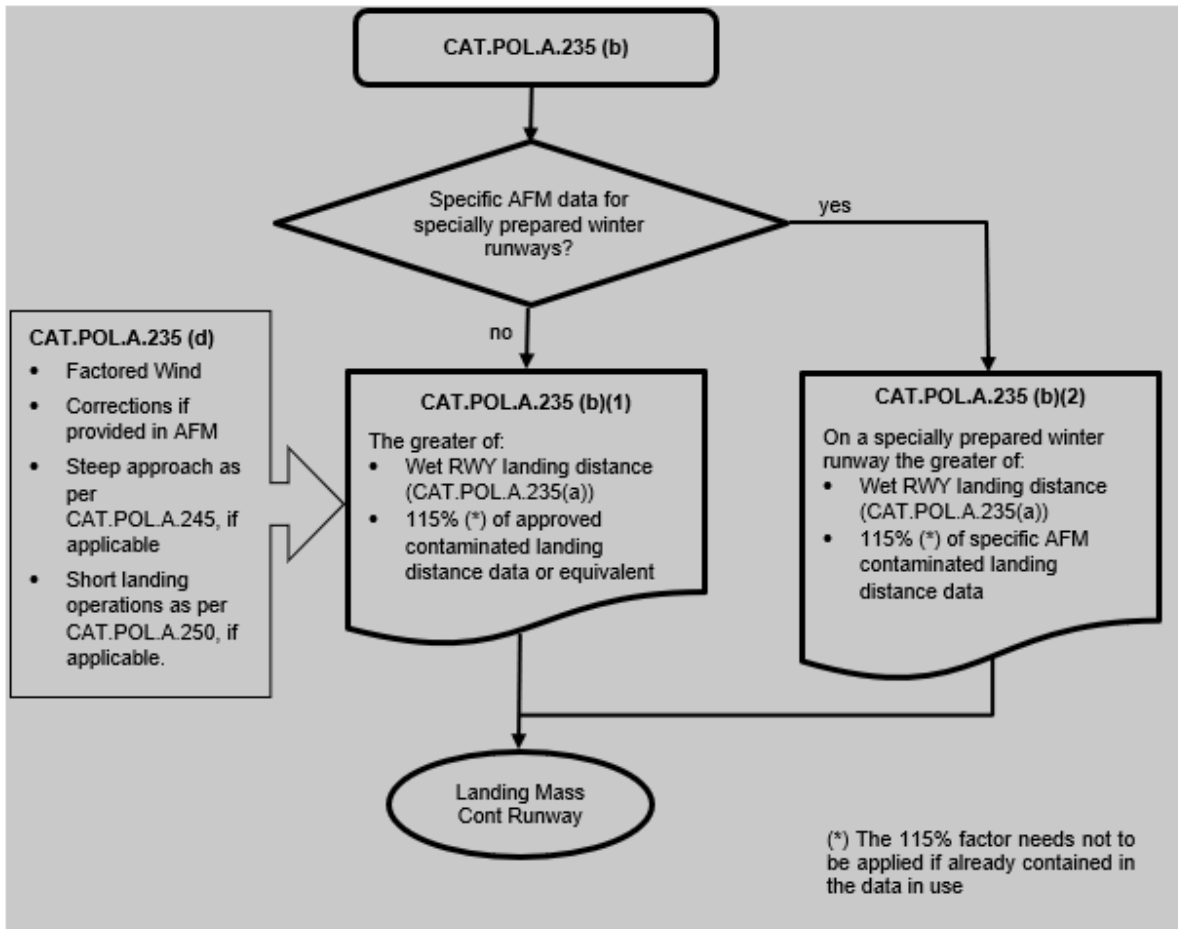 CAT.POL.A.235 (b)
Specific AFM data for
specially prepared winter
runways?
yes
no
CAT.POL.A.235 (d)
• Factored Wind
• Corrections if
provided in AFM
• Steep approach as
per
CAT.POL.A.245, if
applicable
• Short landing
operations as per
CAT.POL.A.250, if
applicable.
CAT.POL.A.235 (b)(1)
The greater of:
• Wet RWY landing distance
(CAT.POL.A.235(a))
• 115% (*) of approved
contaminated landing
distance data or equivalent
CAT.POL.A.235 (b)(2)
On a specially prepared winter
runway the greater of:
• Wet RWY landing distance
(CAT.POL.A.235(a))
• 115% (*) of specific AFM
contaminated landing
distance data
Landing Mass
Cont Runway
(*) The 115% factor needs not to
be applied if already contained in
the data in use